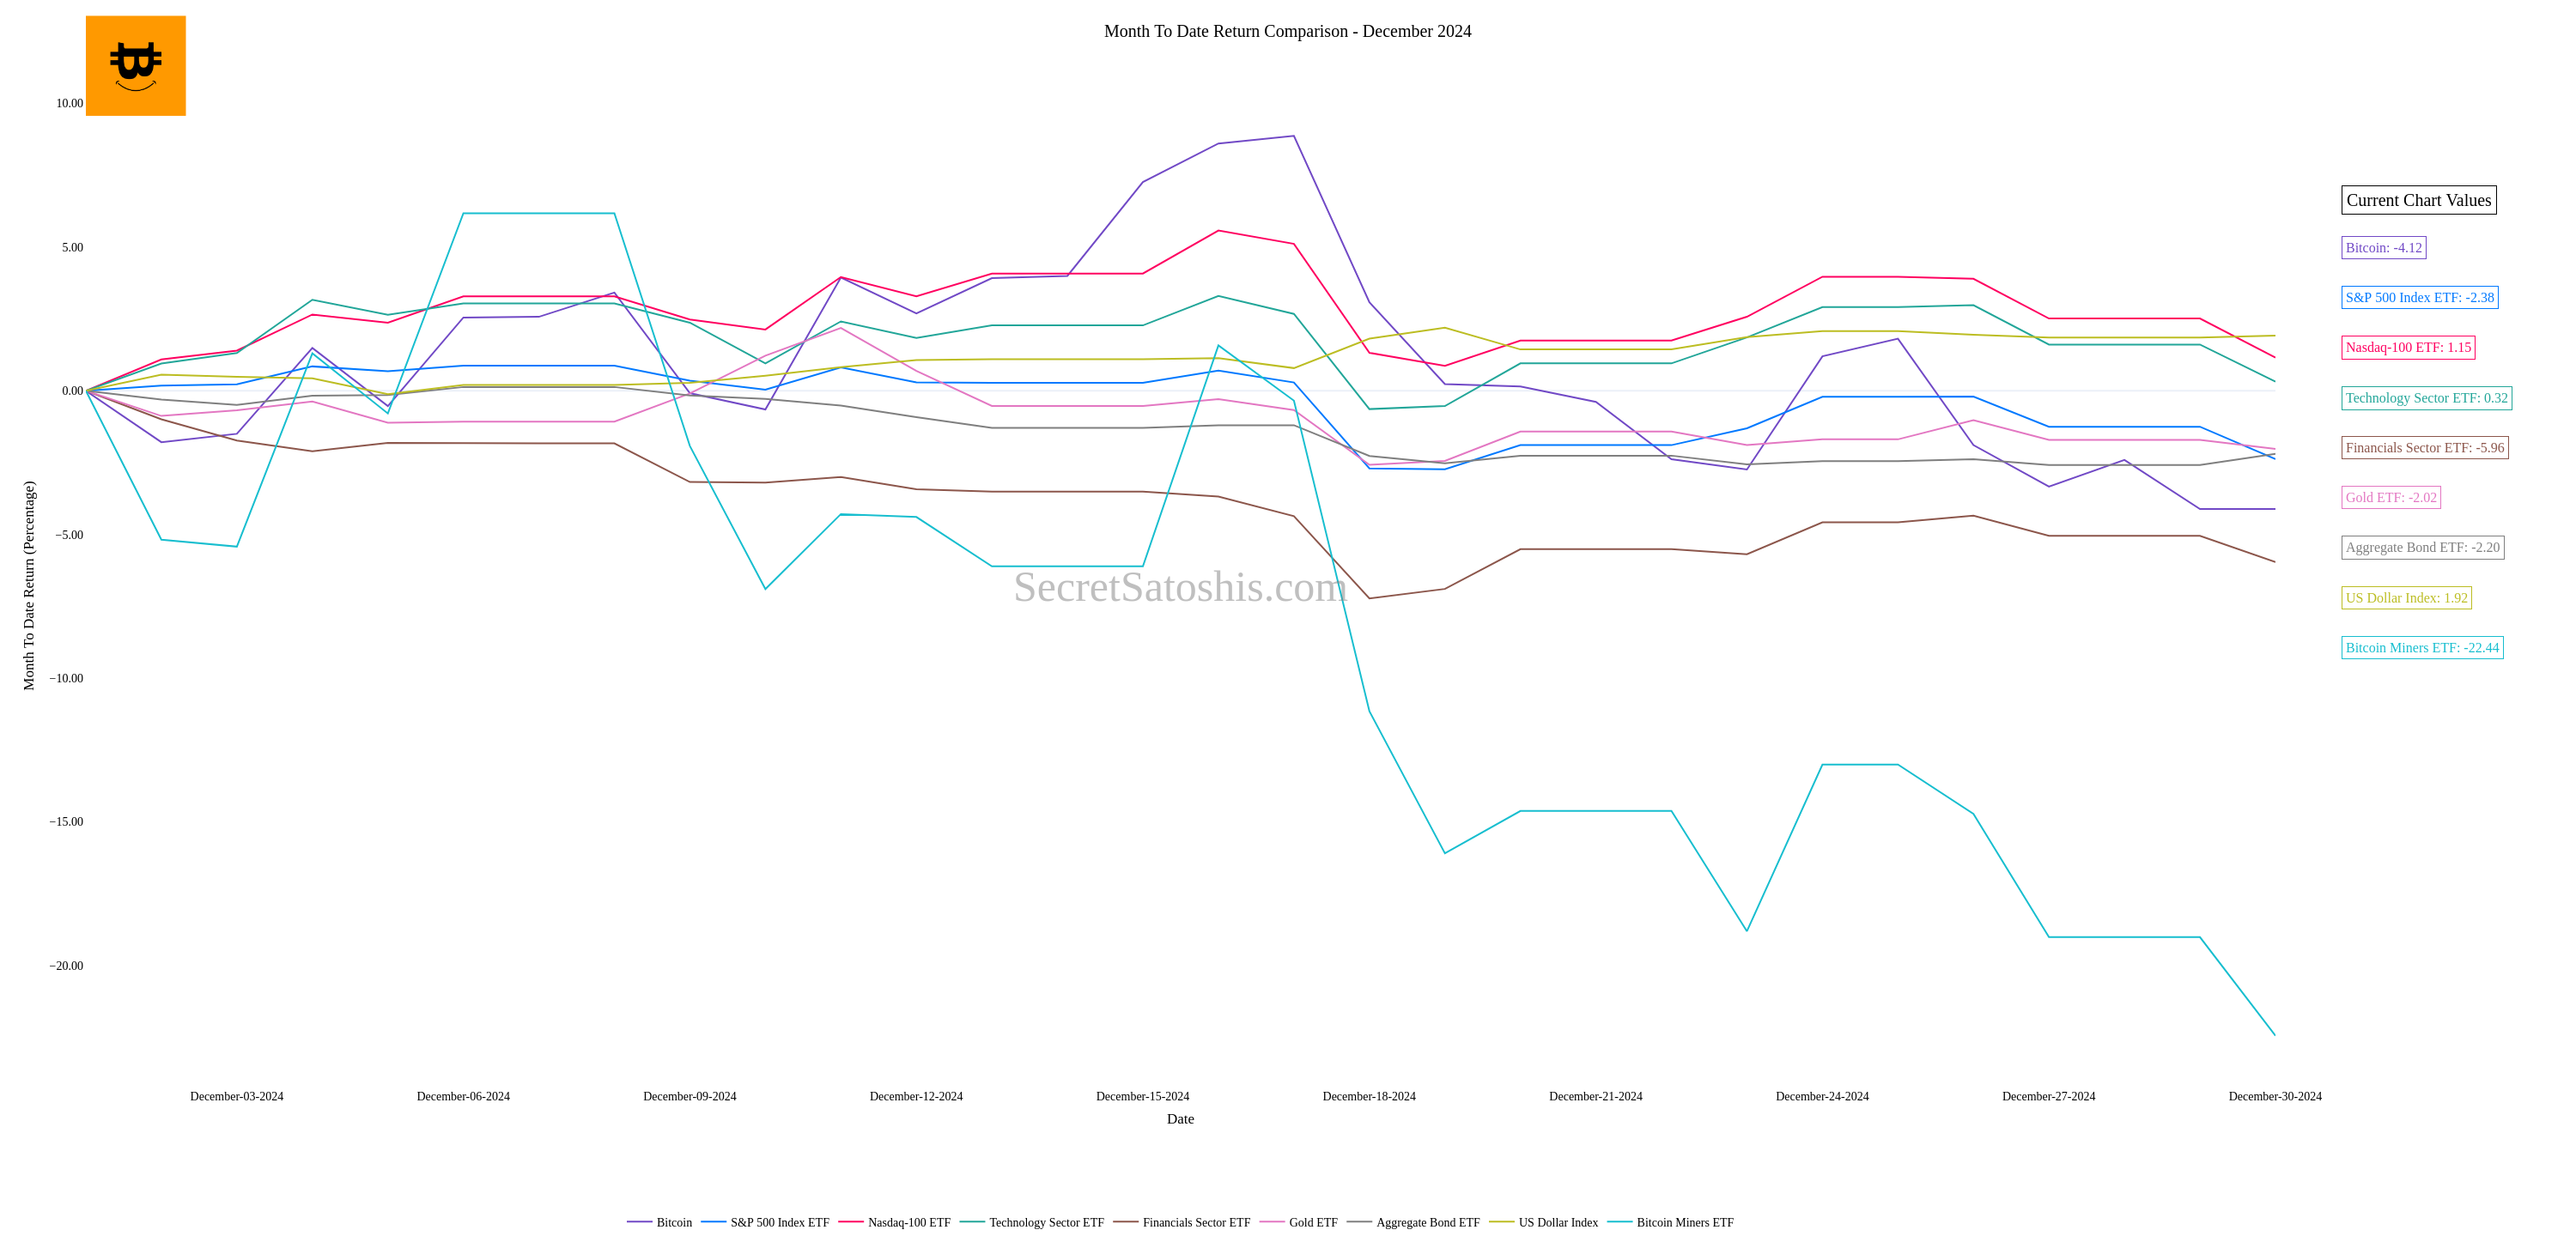 Month To Date Return Comparison - December 2024
10.00
5.00
0.00
−5.00
−10.00
−15.00
−20.00
Month To Date Return (Percentage)
SecretSatoshis.com
Current Chart Values
Bitcoin: -4.12
S&P 500 Index ETF: -2.38
Nasdaq-100 ETF: 1.15
Technology Sector ETF: 0.32
Financials Sector ETF: -5.96
Gold ETF: -2.02
Aggregate Bond ETF: -2.20
US Dollar Index: 1.92
Bitcoin Miners ETF: -22.44
December-03-2024 December-06-2024 December-09-2024 December-12-2024 December-15-2024 December-18-2024 December-21-2024 December-24-2024 December-27-2024 December-30-2024
Date
Bitcoin S&P 500 Index ETF Nasdaq-100 ETF Technology Sector ETF Financials Sector ETF Gold ETF Aggregate Bond ETF US Dollar Index Bitcoin Miners ETF